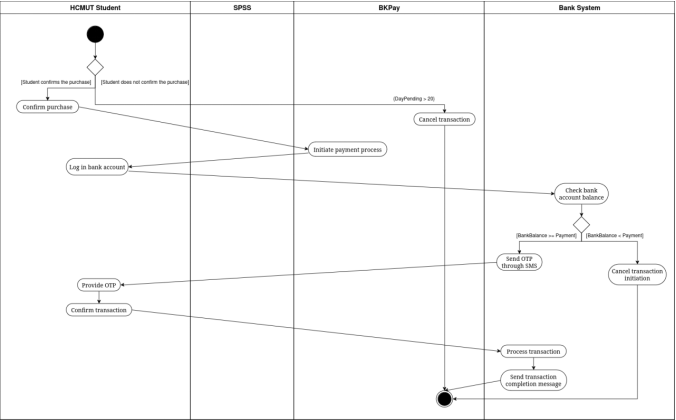 HCMUT Student
SPSS
BKPay
Bank System
[Student confirms the purchase]
[Student does not confirm the purchase]
[DayPending > 29]
Confirm purchase
Cancel transaction
Initiate payment process
Log in bank account
Check bank
account balance
[BankBalance >= Payment]
[BankBalance < Payment]
Send OTP
through SMS
Cancel transaction
initiation
Provide OTP
Confirm transaction
Process transaction
Send transaction
completion message